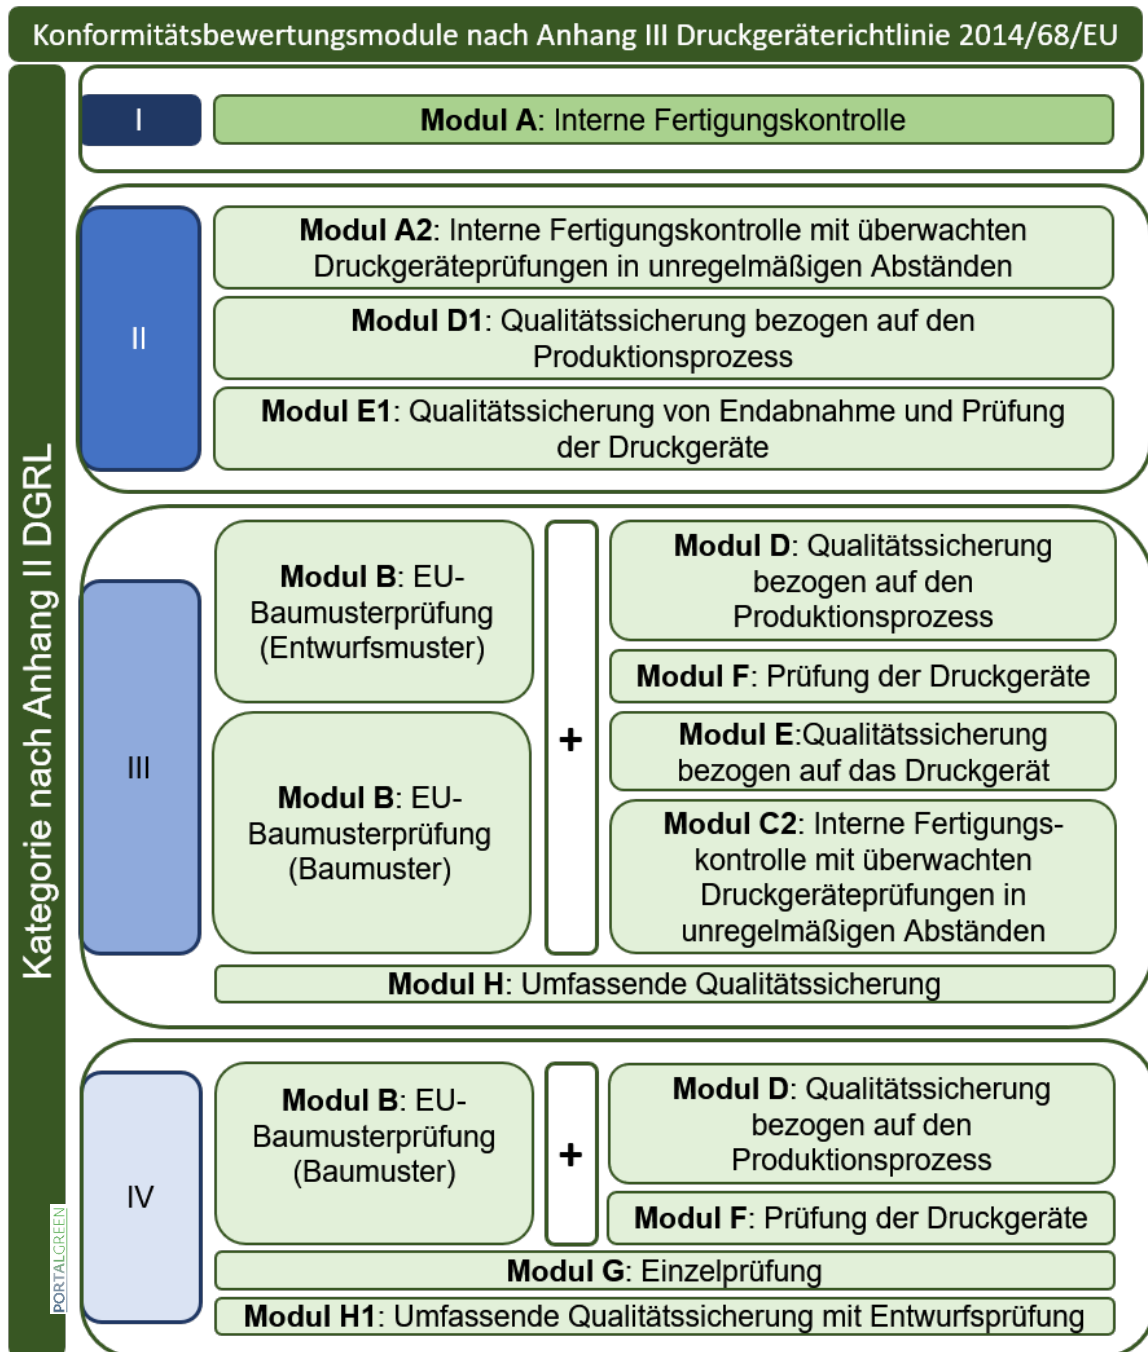 Konformitätsbewertungsmodule nach Anhang III Druckgeräterichtlinie 2014/68/EU
Kategorie nach Anhang II DGRL
I
Modul A: Interne Fertigungskontrolle
II
Modul A2: Interne Fertigungskontrolle mit überwachten
Druckgeräteprüfungen in unregelmäßigen Abständen
Modul D1: Qualitätssicherung bezogen auf den
Produktionsprozess
Modul E1: Qualitätssicherung von Endabnahme und Prüfung
der Druckgeräte
III
Modul B: EU-
Baumusterprüfung
(Entwurfsmuster)
Modul B: EU-
Baumusterprüfung
(Baumuster)
+
Modul D: Qualitätssicherung
bezogen auf den
Produktionsprozess
Modul F: Prüfung der Druckgeräte
Modul E:Qualitätssicherung
bezogen auf das Druckgerät
Modul C2: Interne Fertigungs-
kontrolle mit überwachten
Druckgeräteprüfungen in
unregelmäßigen Abständen
Modul H: Umfassende Qualitätssicherung
IV
Modul B: EU-
Baumusterprüfung
(Baumuster)
+
Modul D: Qualitätssicherung
bezogen auf den
Produktionsprozess
Modul F: Prüfung der Druckgeräte
Modul G: Einzelprüfung
Modul H1: Umfassende Qualitätssicherung mit Entwurfsprüfung
PORTALGREEN